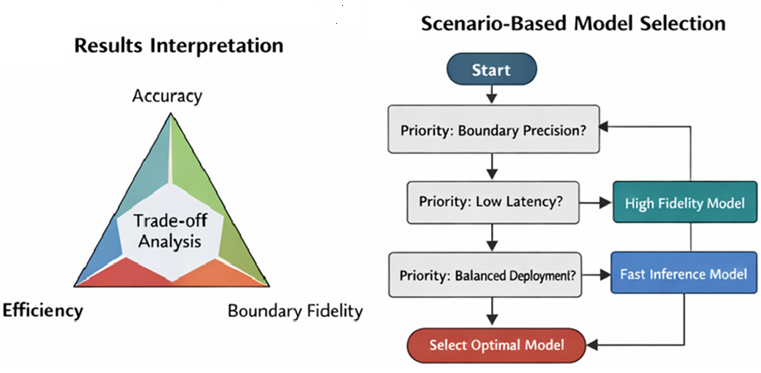 Results Interpretation
Accuracy
Trade-off
Analysis
Efficiency
Boundary Fidelity
Scenario-Based Model Selection
Start
Priority: Boundary Precision?
Priority: Low Latency?
High Fidelity Model
Priority: Balanced Deployment?
Fast Inference Model
Select Optimal Model